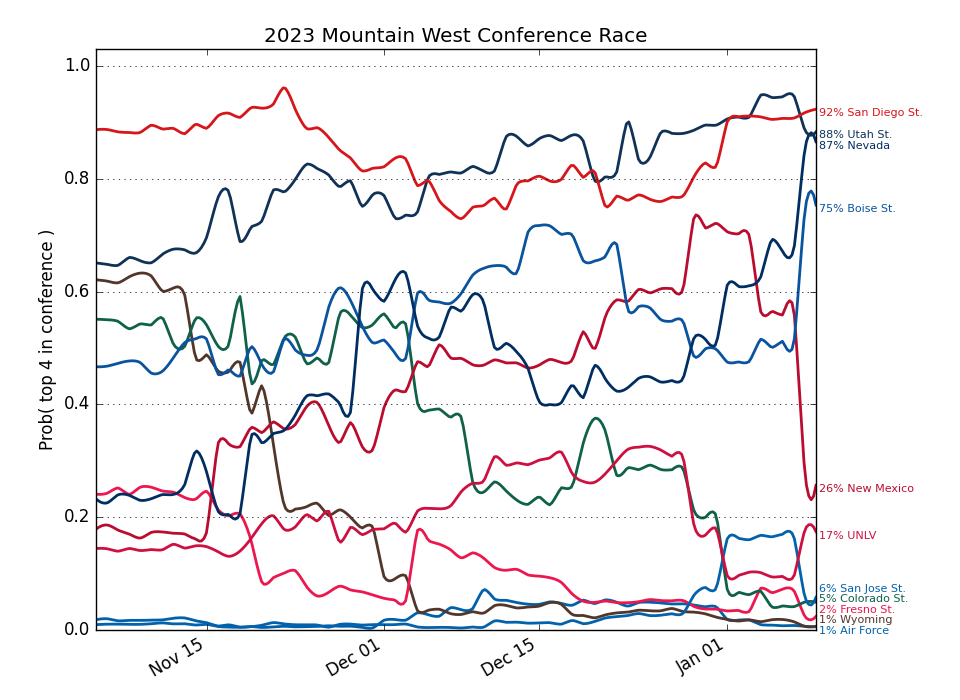 2023 Mountain West Conference Race
Prob( top 4 in conference )
1.0
0.8
0.6
0.4
0.2
0.0
Nov 15
Dec 01
Dec 15
Jan 01
92% San Diego St.
88% Utah St.
87% Nevada
75% Boise St.
26% New Mexico
17% UNLV
6% San Jose St.
5% Colorado St.
2% Fresno St.
1% Wyoming
1% Air Force